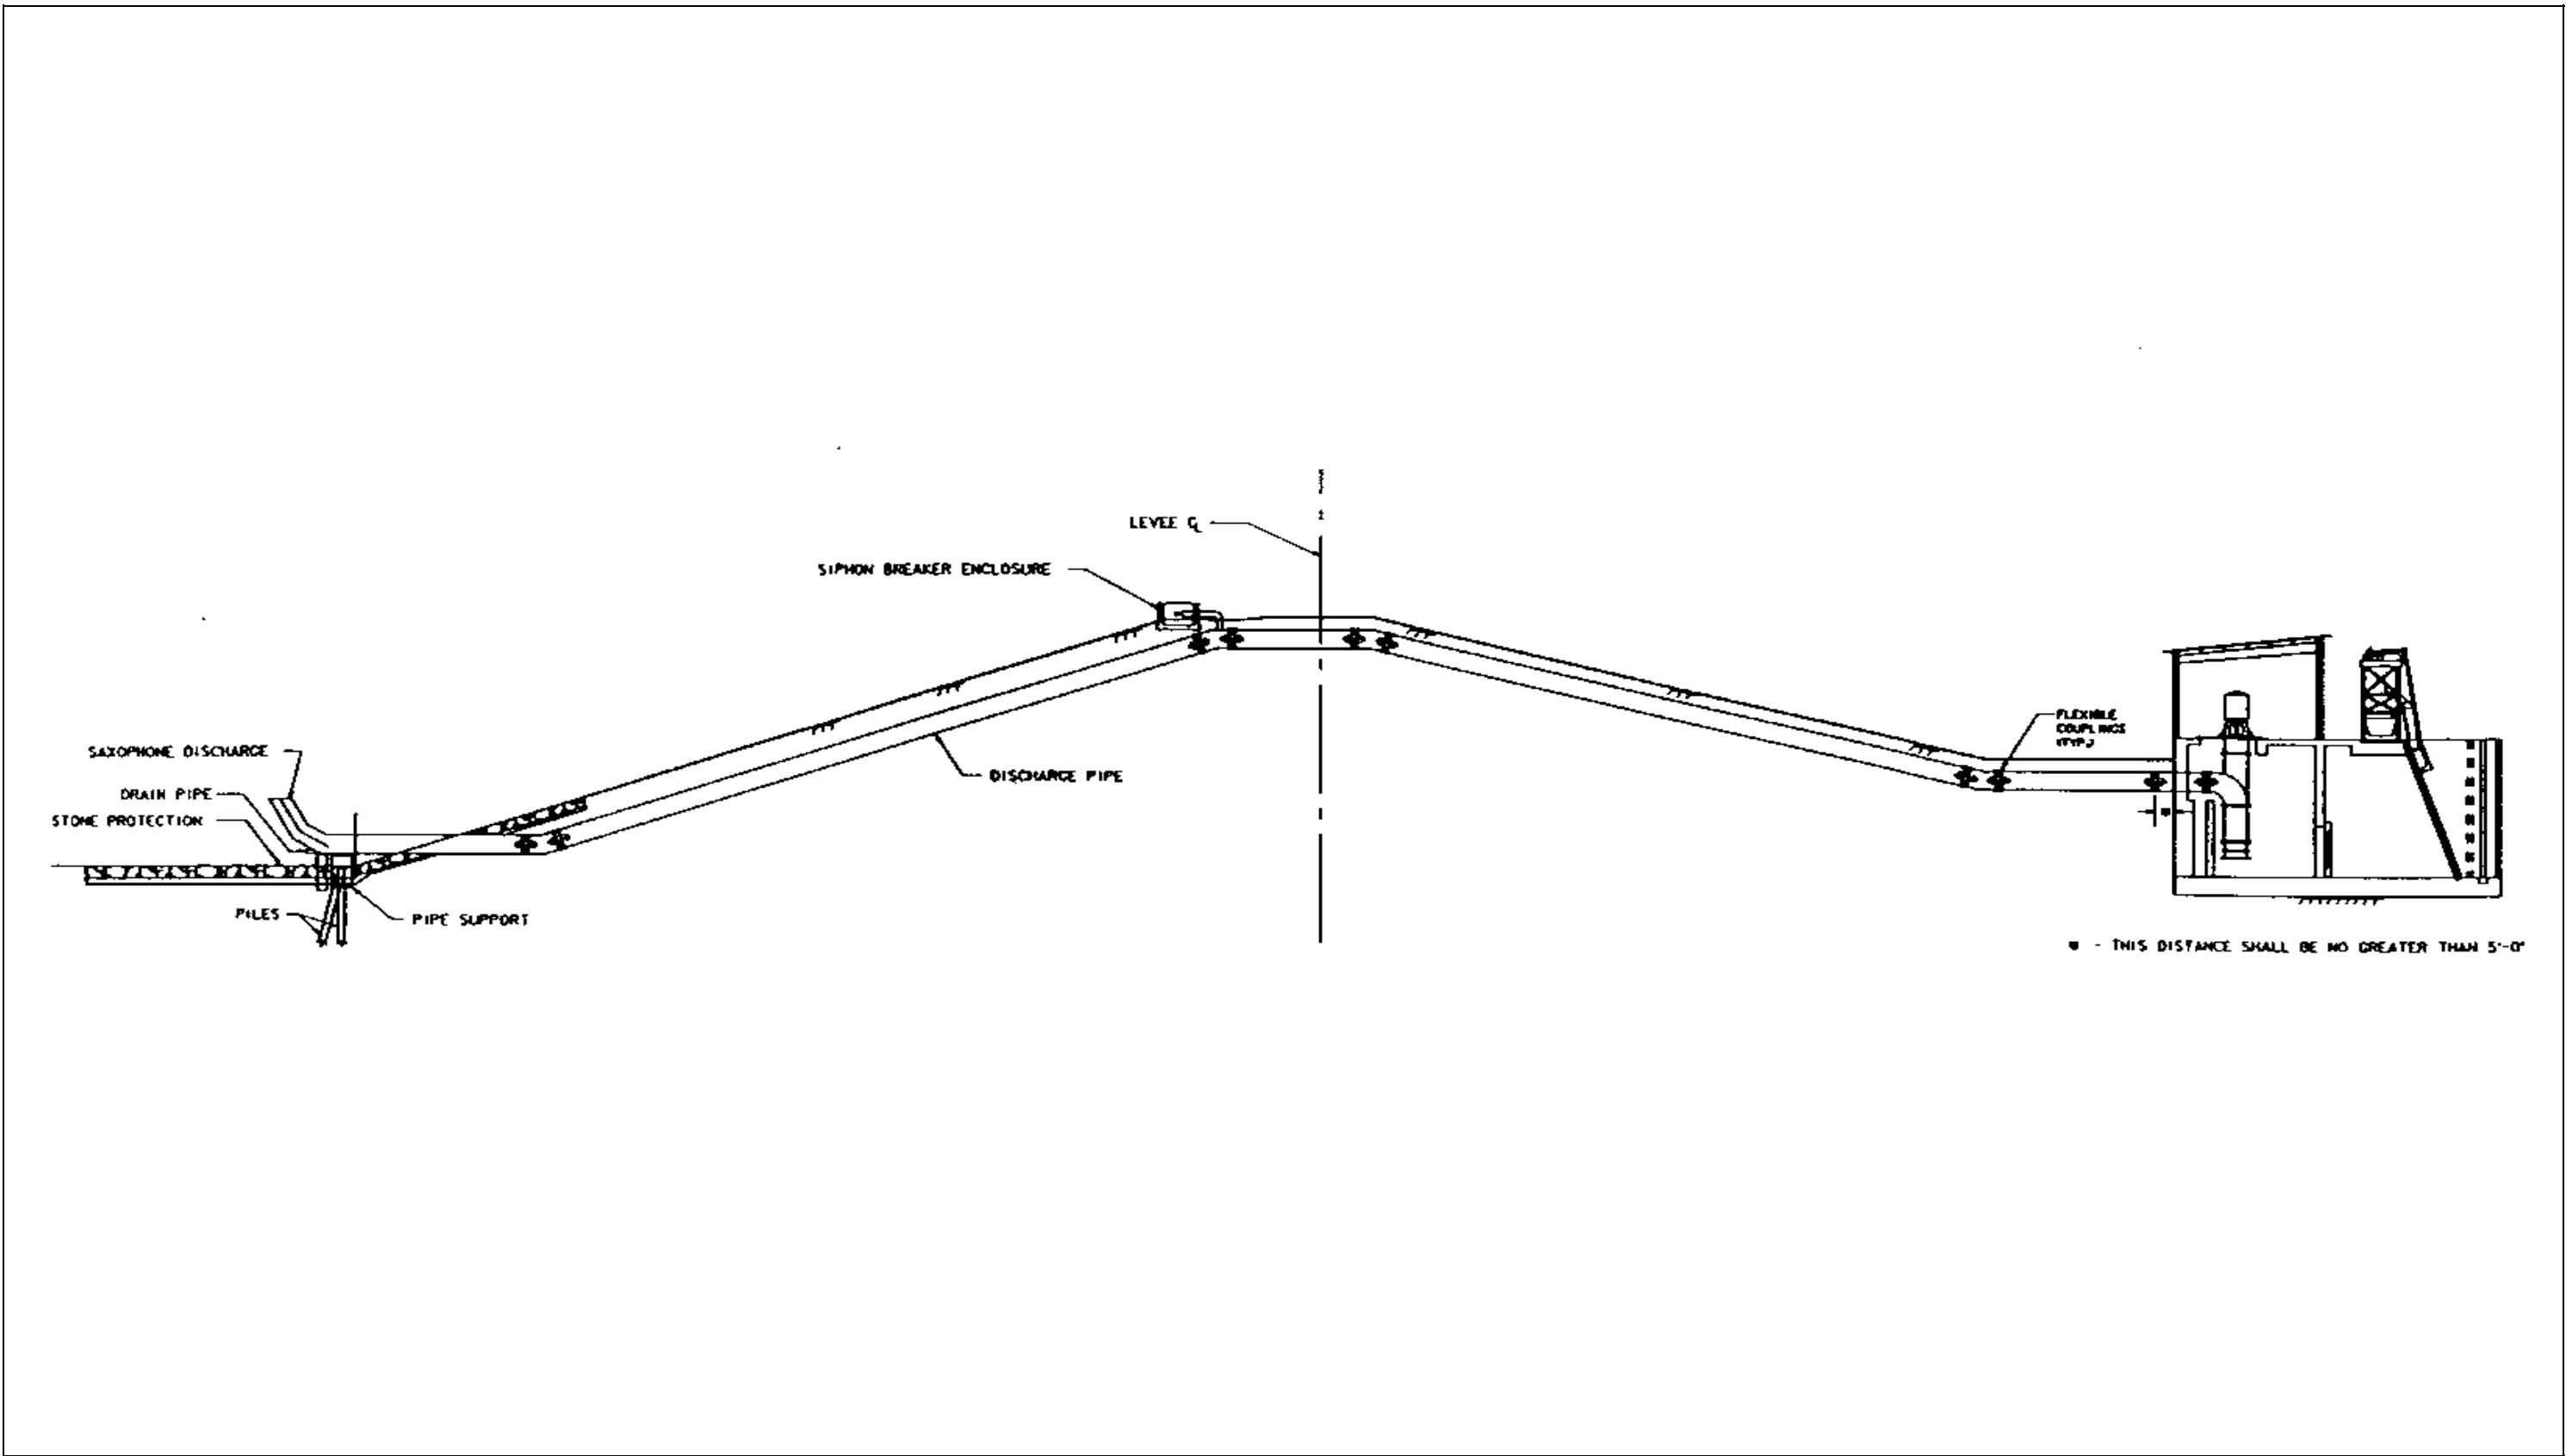 LEVEE ℄
SIPHON BREAKER ENCLOSURE
FLEXIBLE
COUPLINGS
(TYP.)
SAXOPHONE DISCHARGE
DISCHARGE PIPE
DRAIN PIPE
STONE PROTECTION
PILES
PIPE SUPPORT
* - THIS DISTANCE SHALL BE NO GREATER THAN 5'-0"